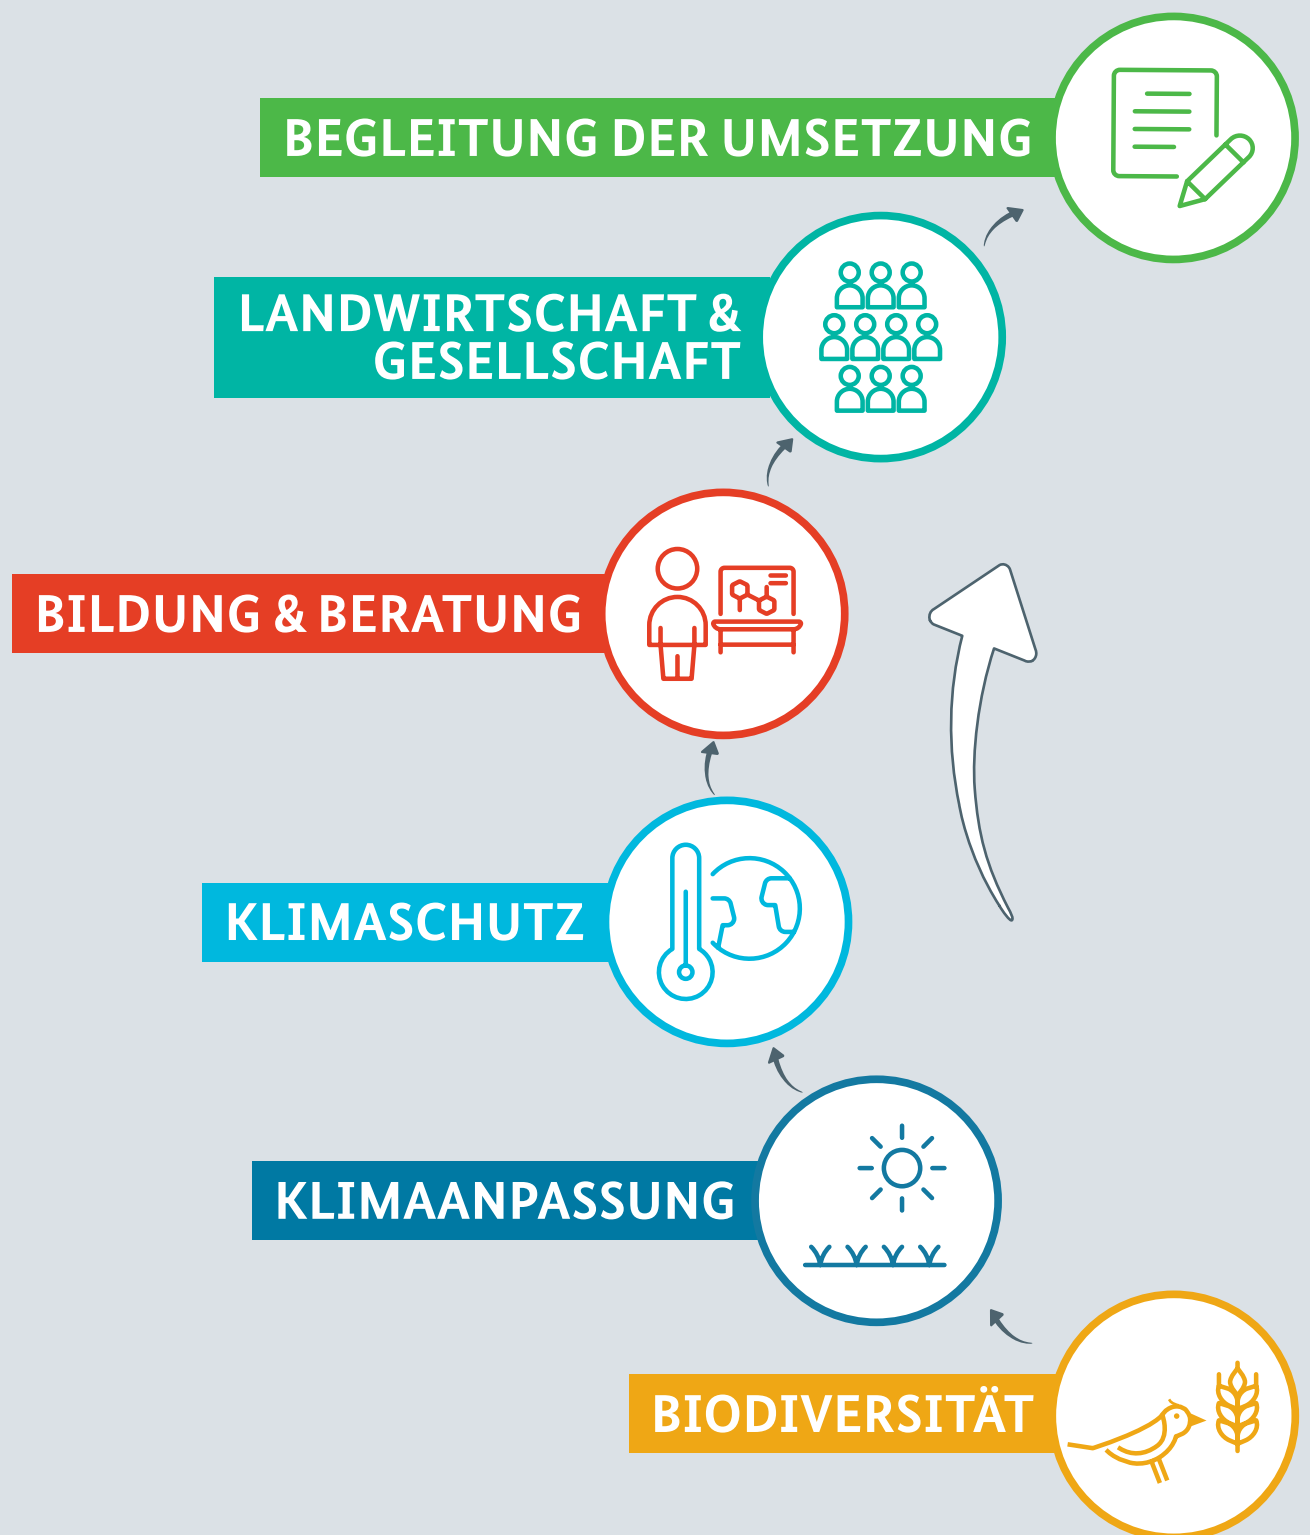 BEGLEITUNG DER UMSETZUNG
LANDWIRTSCHAFT &
GESELLSCHAFT
BILDUNG & BERATUNG
KLIMASCHUTZ
KLIMAANPASSUNG
BIODIVERSITÄT